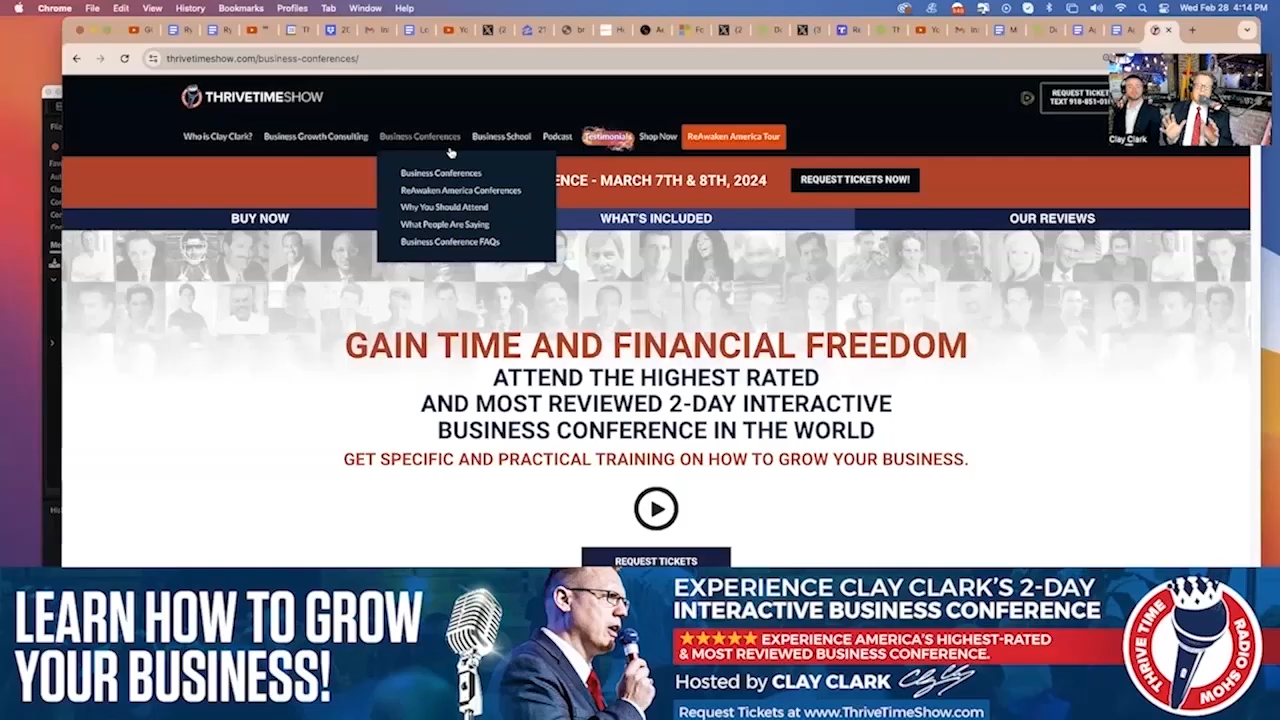 Chrome File Edit View History Bookmarks Profiles Tab Window Help
Wed Feb 28 4:14 PM
thrivetimeshow.com/business-conferences/
THRIVETIMESHOW
REQUEST TICKET
TEXT 918-851-01
Clay Clark
Who is Clay Clark? Business Growth Consulting Business Conferences Business School Podcast Testimonials Shop Now ReAwaken America Tour
Business Conferences
ReAwaken America Conferences
Why You Should Attend
What People Are Saying
Business Conference FAQs
ENCE - MARCH 7TH & 8TH, 2024 REQUEST TICKETS NOW!
BUY NOW WHAT'S INCLUDED OUR REVIEWS
GAIN TIME AND FINANCIAL FREEDOM
ATTEND THE HIGHEST RATED
AND MOST REVIEWED 2-DAY INTERACTIVE
BUSINESS CONFERENCE IN THE WORLD
GET SPECIFIC AND PRACTICAL TRAINING ON HOW TO GROW YOUR BUSINESS.
REQUEST TICKETS
LEARN HOW TO GROW
YOUR BUSINESS!
EXPERIENCE CLAY CLARK'S 2-DAY
INTERACTIVE BUSINESS CONFERENCE
EXPERIENCE AMERICA'S HIGHEST-RATED
& MOST REVIEWED BUSINESS CONFERENCE.
Hosted by CLAY CLARK
Request Tickets at www.ThriveTimeShow.com
THRIVE TIME RADIO SHOW